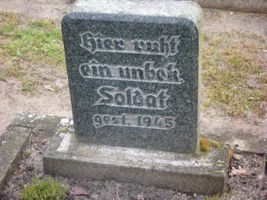 Hier ruht
ein unbek.
Soldat
gest. 1945